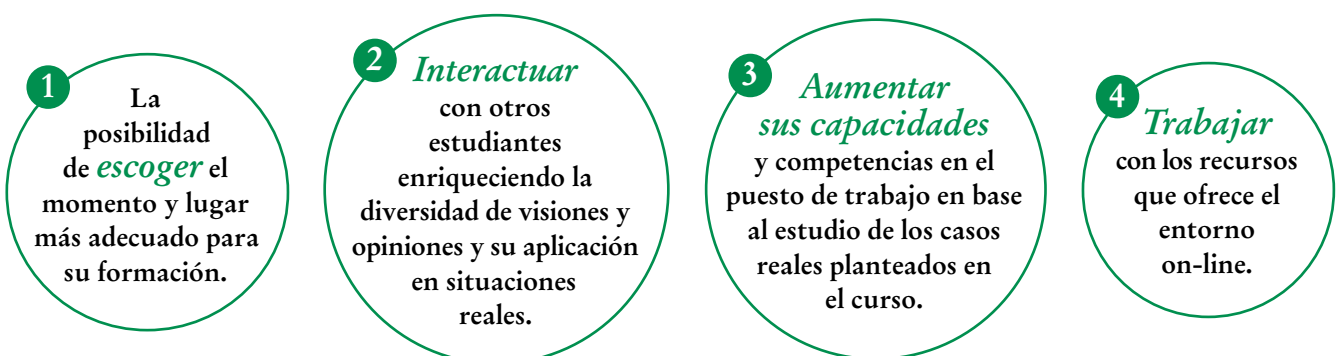 1
La
posibilidad
de escoger el
momento y lugar
más adecuado para
su formación.
2
Interactuar
con otros
estudiantes
enriqueciendo la
diversidad de visiones y
opiniones y su aplicación
en situaciones
reales.
3
Aumentar
sus capacidades
y competencias en el
puesto de trabajo en base
al estudio de los casos
reales planteados en
el curso.
4
Trabajar
con los recursos
que ofrece el
entorno
on-line.